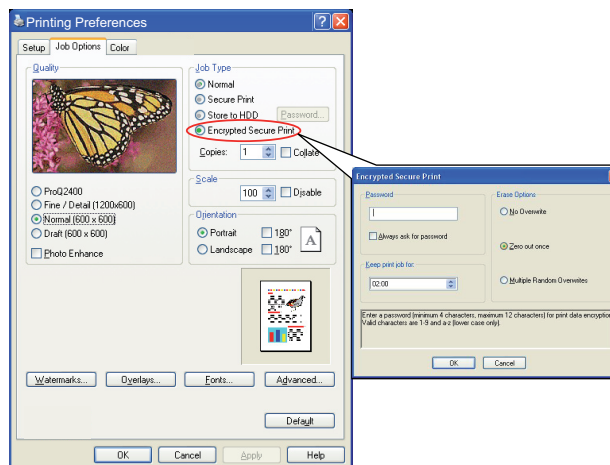 Printing Preferences
Setup Job Options Color
Quality
ProQ2400
Fine / Detail (1200x600)
Normal (600 x 600)
Draft (600 x 600)
Photo Enhance
Job Type
Normal
Secure Print
Store to HDD Password...
Encrypted Secure Print
Copies: 1 Collate
Scale
100 Disable
Orientation
Portrait 180°
Landscape 180°
A
Watermarks... Overlays... Fonts... Advanced...
Default
OK Cancel Apply Help
Encrypted Secure Print
Password
Always ask for password
Keep print job for:
02:00
Erase Options
No Overwrite
Zero out once
Multiple Random Overwrites
Enter a password (minimum 4 characters, maximum 12 characters) for print data encryption
Valid characters are 1-9 and a-z (lower case only).
OK Cancel